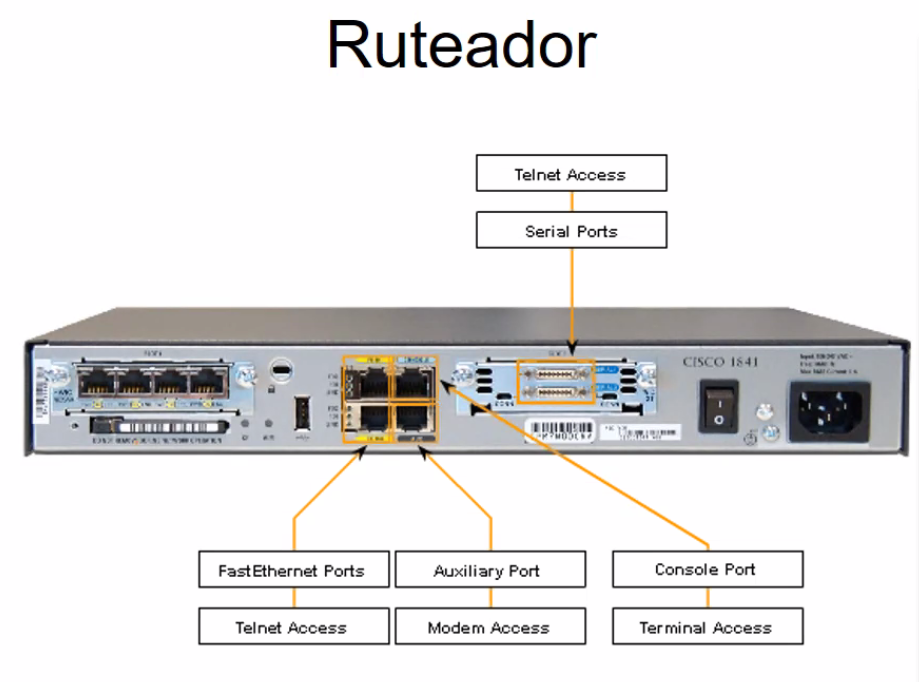 Ruteador
Telnet Access
Serial Ports
CISCO 1841
FastEthernet Ports
Auxiliary Port
Console Port
Telnet Access
Modem Access
Terminal Access